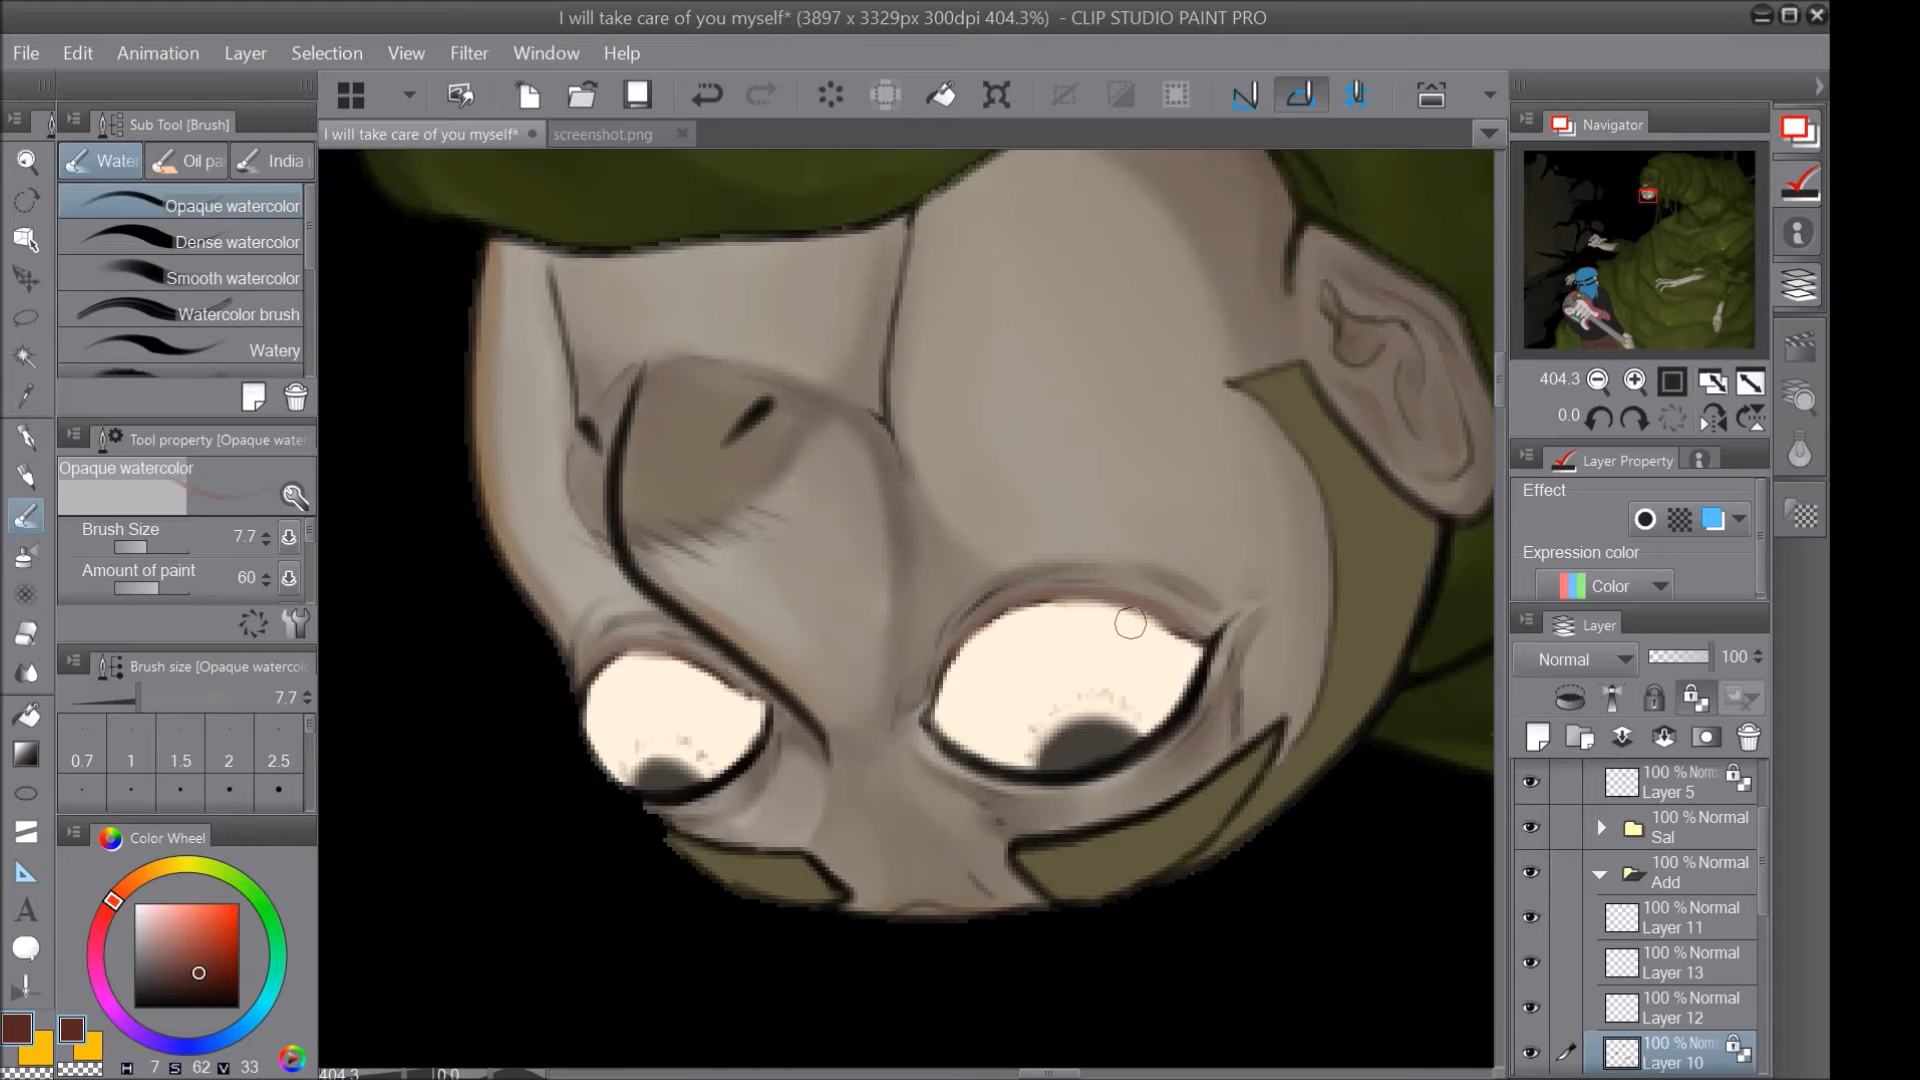 I will take care of you myself* (3897 x 3329px 300dpi 404.3%) - CLIP STUDIO PAINT PRO
File Edit Animation Layer Selection View Filter Window Help
Sub Tool [Brush]
I will take care of you myself*
screenshot.png
Navigator
Water
Oil pa
India
Opaque watercolor
Dense watercolor
Smooth watercolor
Watercolor brush
Watery
404.3
0.0
Tool property [Opaque water
Opaque watercolor
Brush Size 7.7
Amount of paint 60
Layer Property
Effect
Expression color
Color
Brush size [Opaque watercolo
7.7
0.7 1 1.5 2 2.5
Layer
Normal 100
100 % Norm
Layer 5
100 % Normal
Sal
100 % Normal
Add
100 % Normal
Layer 11
100 % Normal
Layer 13
100 % Normal
Layer 12
100 % Norm
Layer 10
Color Wheel
H 7 S 62 V 33
404.3 0.0